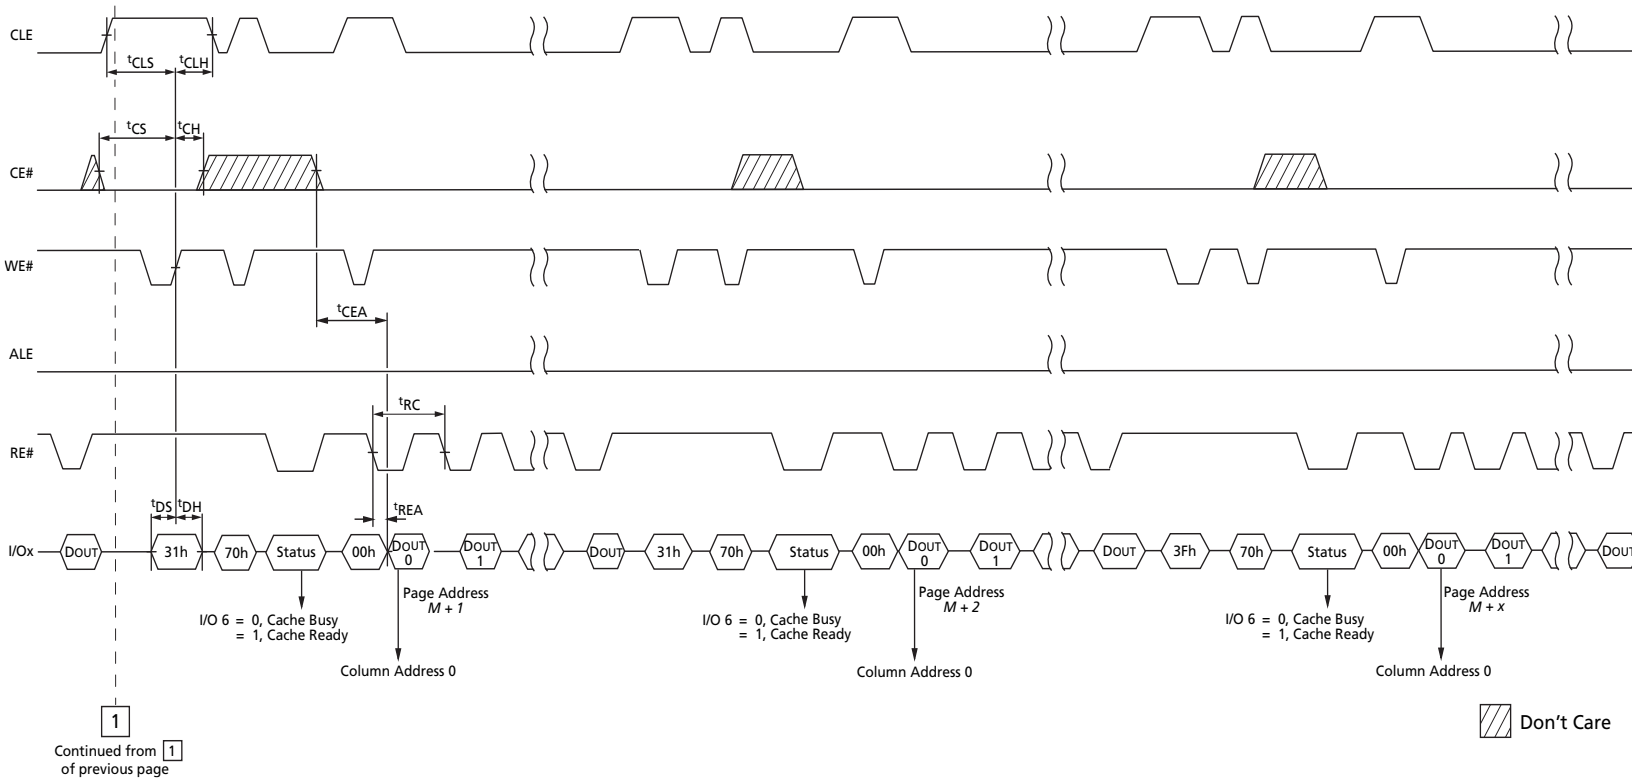 CLE
tCLS tCLH
tCS tCH
CE#
WE#
tCEA
ALE
tRC
RE#
tDS tDH
tREA
I/Ox DOUT 31h 70h Status 00h DOUT 0 DOUT 1 DOUT 31h 70h Status 00h DOUT 0 DOUT 1 DOUT 3Fh 70h Status 00h DOUT 0 DOUT 1 DOUT
Page Address
M + 1
Page Address
M + 2
Page Address
M + x
I/O 6 = 0, Cache Busy
= 1, Cache Ready
I/O 6 = 0, Cache Busy
= 1, Cache Ready
I/O 6 = 0, Cache Busy
= 1, Cache Ready
Column Address 0
Column Address 0
Column Address 0
1
Continued from 1
of previous page
Don't Care